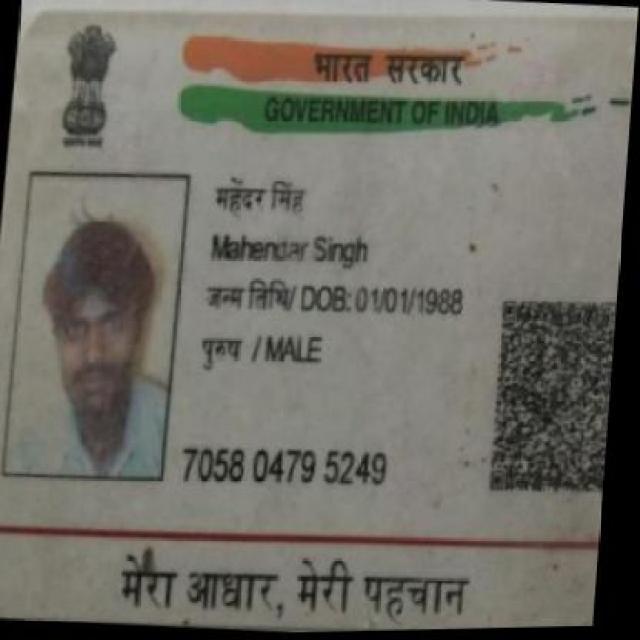 भारत सरकार
GOVERNMENT OF INDIA
महेंदर सिंह
Mahendar Singh
जन्म तिथि/ DOB: 01/01/1988
पुरुष / MALE
7058 0479 5249
मेरा आधार, मेरी पहचान